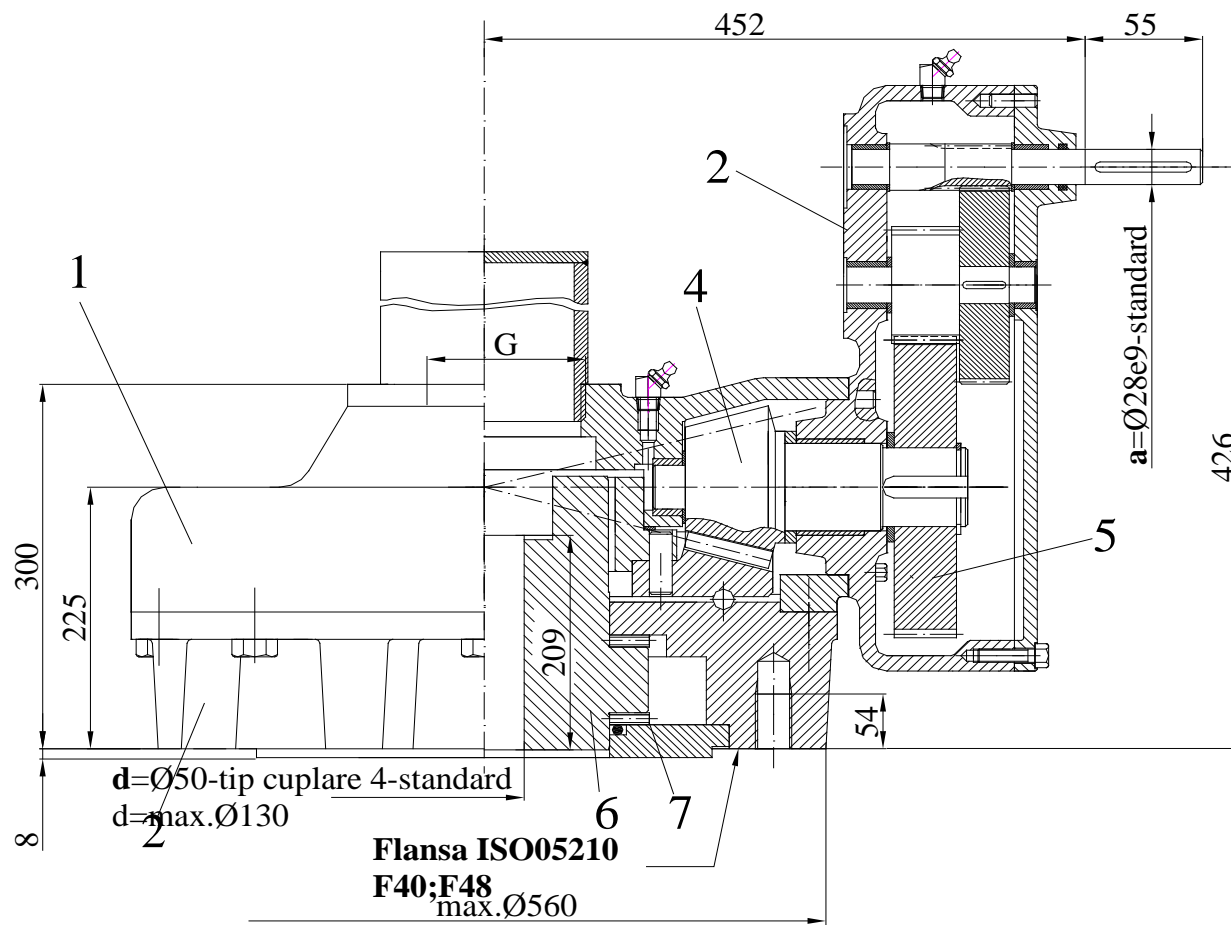 452
55
2
1
4
G
a=Ø28e9-standard
426
300
225
209
5
54
8
d=Ø50-tip cuplare 4-standard
d=max.Ø130
2
6
7
Flansa ISO05210
F40;F48
max.Ø560